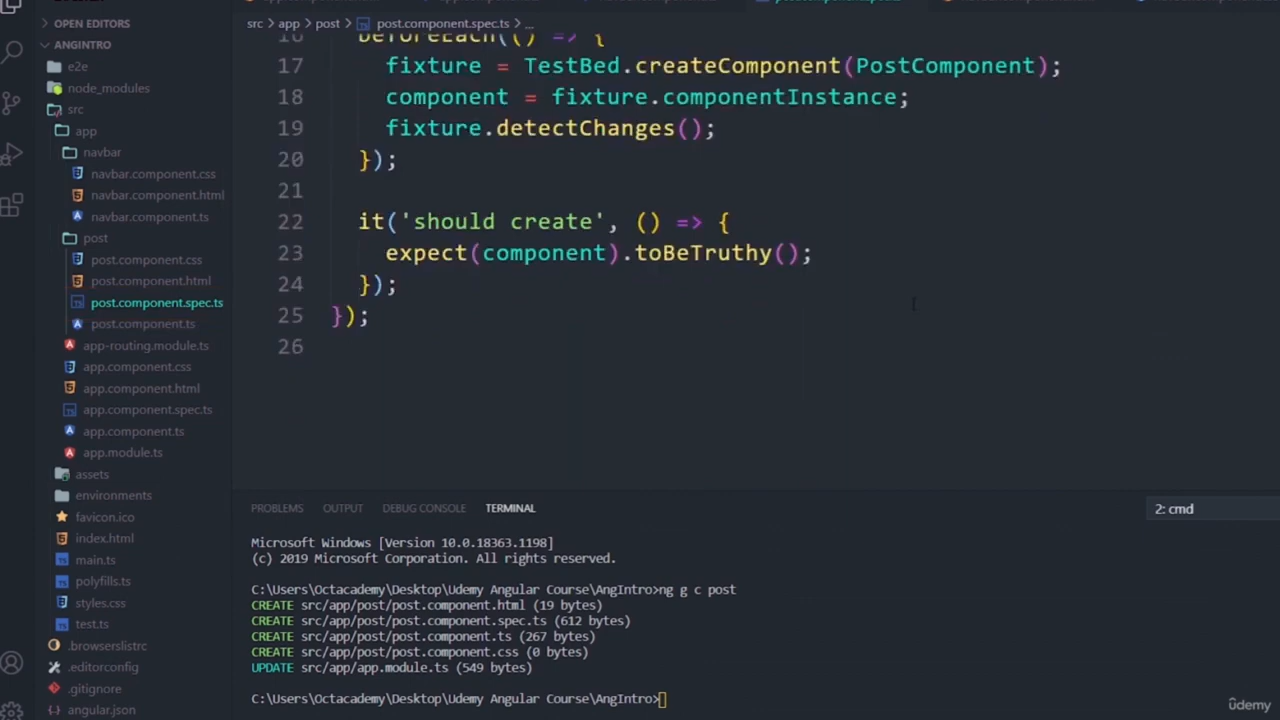 OPEN EDITORS
ANGINTRO
e2e
node_modules
src
app
navbar
navbar.component.css
navbar.component.html
navbar.component.ts
post
post.component.css
post.component.html
post.component.spec.ts
post.component.ts
app-routing.module.ts
app.component.css
app.component.html
app.component.spec.ts
app.component.ts
app.module.ts
assets
environments
favicon.ico
index.html
main.ts
polyfills.ts
styles.css
test.ts
.browserslistrc
.editorconfig
.gitignore
angular.json
src > app > post > post.component.spec.ts > ...
16 beforeEach(() => {
17 fixture = TestBed.createComponent(PostComponent);
18 component = fixture.componentInstance;
19 fixture.detectChanges();
20 });
21
22 it('should create', () => {
23 expect(component).toBeTruthy();
24 });
25 });
26
PROBLEMS OUTPUT DEBUG CONSOLE TERMINAL 2: cmd
Microsoft Windows [Version 10.0.18363.1198]
(c) 2019 Microsoft Corporation. All rights reserved.
C:\Users\Octacademy\Desktop\Udemy Angular Course\AngIntro>ng g c post
CREATE src/app/post/post.component.html (19 bytes)
CREATE src/app/post/post.component.spec.ts (612 bytes)
CREATE src/app/post/post.component.ts (267 bytes)
CREATE src/app/post/post.component.css (0 bytes)
UPDATE src/app/app.module.ts (549 bytes)
C:\Users\Octacademy\Desktop\Udemy Angular Course\AngIntro>
ûdemy